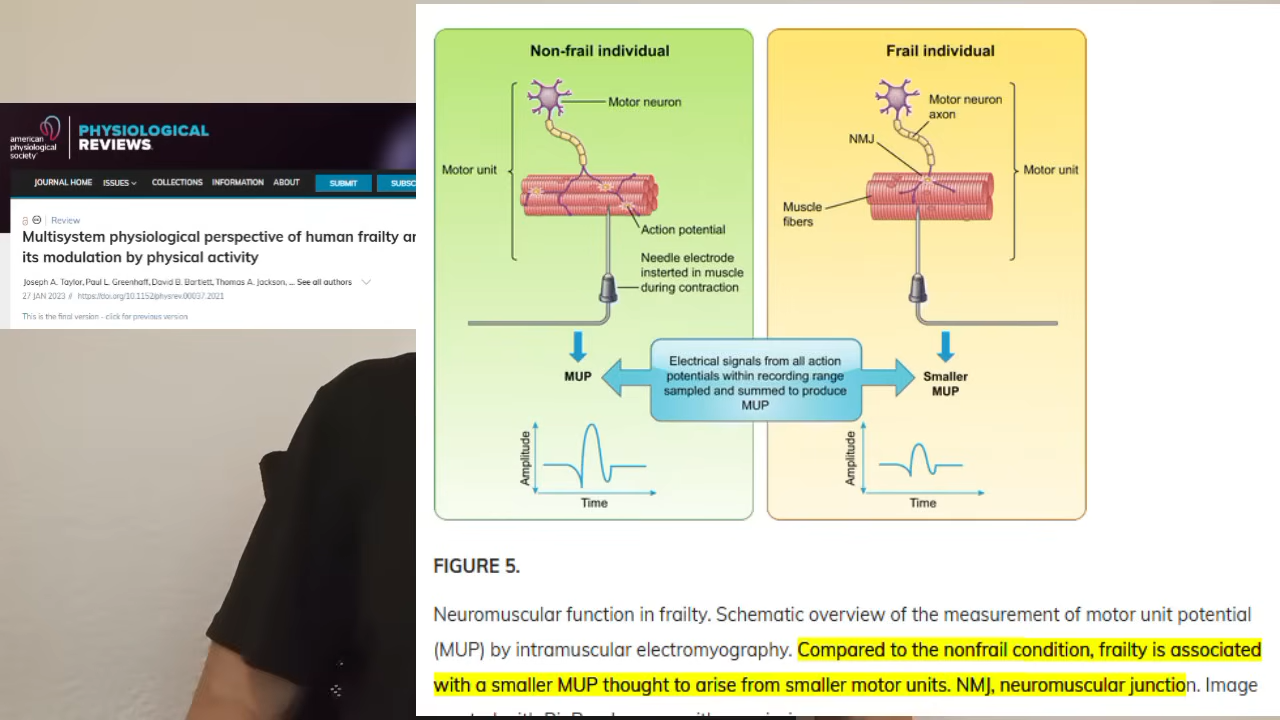 american
physiological
society
PHYSIOLOGICAL
REVIEWS
JOURNAL HOME ISSUES COLLECTIONS INFORMATION ABOUT SUBMIT SUBSC
Review
Multisystem physiological perspective of human frailty ar
its modulation by physical activity
Joseph A. Taylor, Paul L. Greenhaff, David B. Bartlett, Thomas A. Jackson, ... See all authors
27 JAN 2023 // https://doi.org/10.1152/physrev.00037.2021
This is the final version - click for previous version
Non-frail individual
Motor neuron
Motor unit
Action potential
Needle electrode
insterted in muscle
during contraction
MUP
Amplitude
Time
Electrical signals from all action
potentials within recording range
sampled and summed to produce
MUP
Frail individual
Motor neuron
axon
NMJ
Motor unit
Muscle
fibers
Smaller
MUP
Amplitude
Time
FIGURE 5.
Neuromuscular function in frailty. Schematic overview of the measurement of motor unit potential
(MUP) by intramuscular electromyography. Compared to the nonfrail condition, frailty is associated
with a smaller MUP thought to arise from smaller motor units. NMJ, neuromuscular junction. Image